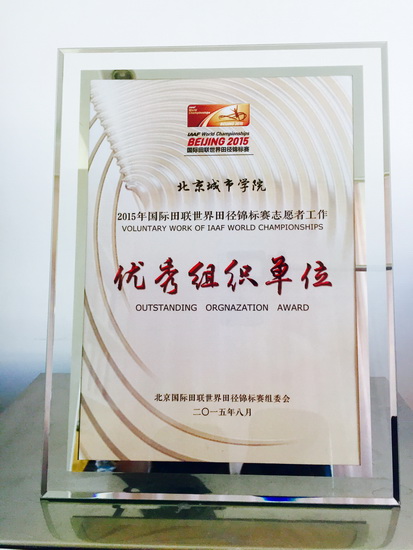 IAAF World Championships
BEIJING 2015
国际田联世界田径锦标赛
北京城市学院
2015年国际田联世界田径锦标赛志愿者工作
VOLUNTARY WORK OF IAAF WORLD CHAMPIONSHIPS
优秀组织单位
OUTSTANDING ORGNAZATION AWARD
北京国际田联世界田径锦标赛组委会
二〇一五年八月